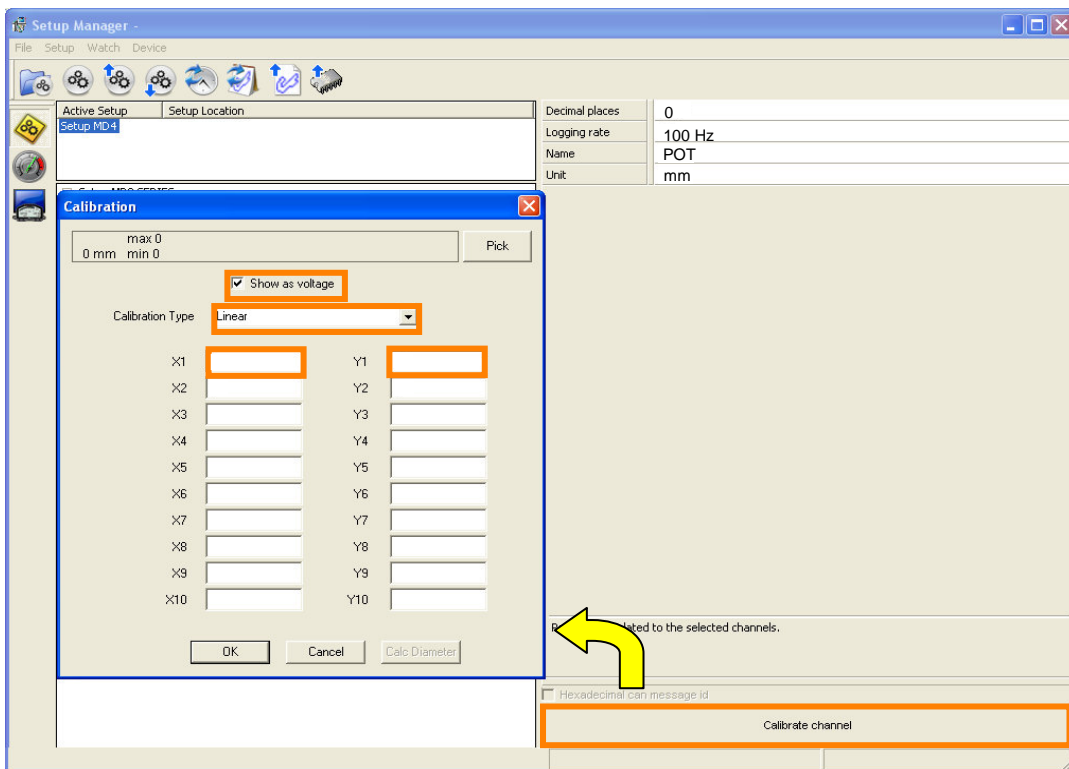 Setup Manager -
File Setup Watch Device
Active Setup Setup Location
Setup MD4
Decimal places 0
Logging rate 100 Hz
Name POT
Unit mm
Calibration
max 0
0 mm min 0
Pick
Show as voltage
Calibration Type Linear
X1 Y1
X2 Y2
X3 Y3
X4 Y4
X5 Y5
X6 Y6
X7 Y7
X8 Y8
X9 Y9
X10 Y10
OK Cancel Calc Diameter
to the selected channels.
Hexadecimal can message id
Calibrate channel